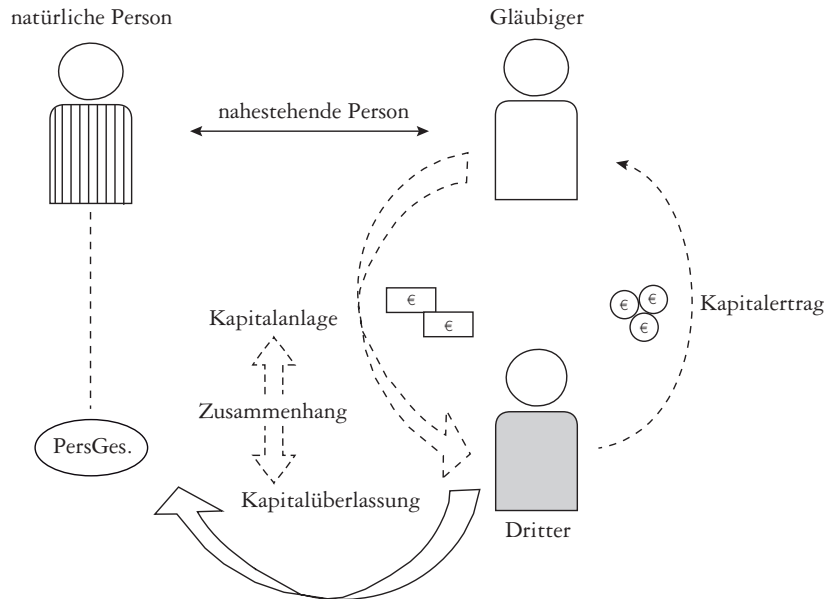 natürliche Person
Gläubiger
nahestehende Person
€
€
€
€
€
Kapitalertrag
Kapitalanlage
Zusammenhang
PersGes.
Kapitalüberlassung
Dritter